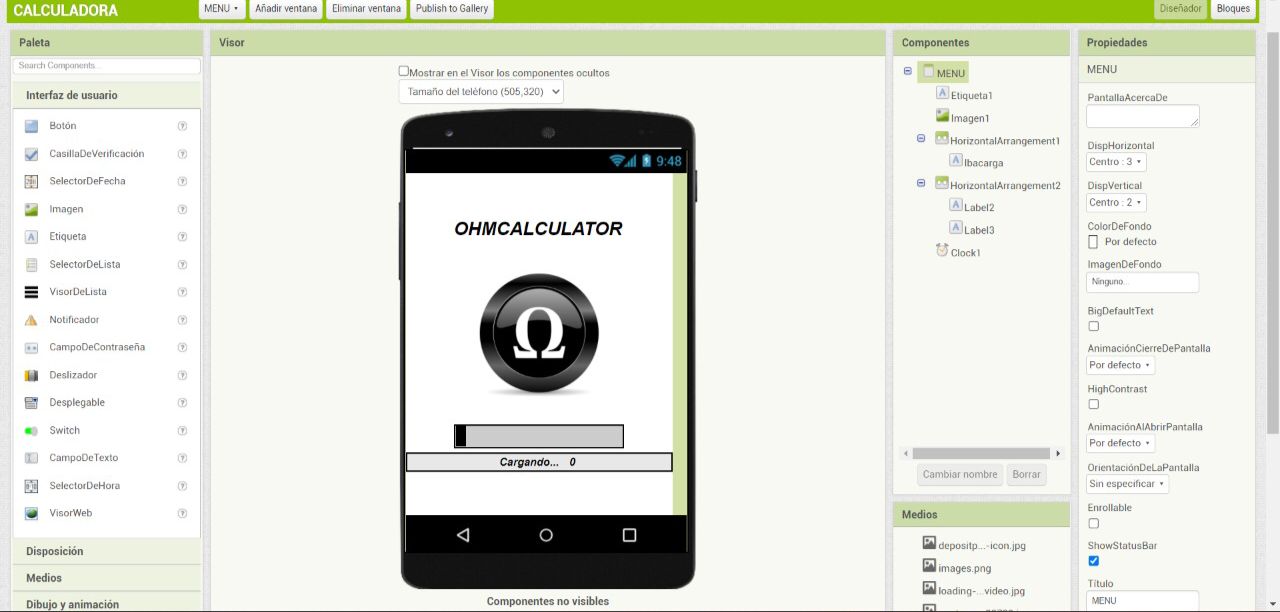 CALCULADORA
MENU
Añadir ventana
Eliminar ventana
Publish to Gallery
Diseñador
Bloques
Paleta
Search Components...
Interfaz de usuario
Botón
CasillaDeVerificación
SelectorDeFecha
Imagen
Etiqueta
SelectorDeLista
VisorDeLista
Notificador
CampoDeContraseña
Deslizador
Desplegable
Switch
CampoDeTexto
SelectorDeHora
VisorWeb
Disposición
Medios
Dibujo y animación
Visor
Mostrar en el Visor los componentes ocultos
Tamaño del teléfono (505,320)
9:48
OHMCALCULATOR
Ω
Cargando... 0
Componentes no visibles
Componentes
MENU
Etiqueta1
Imagen1
HorizontalArrangement1
lbacarga
HorizontalArrangement2
Label2
Label3
Clock1
Cambiar nombre
Borrar
Medios
depositp...-icon.jpg
images.png
loading-...video.jpg
Propiedades
MENU
PantallaAcercaDe
DispHorizontal
Centro : 3
DispVertical
Centro : 2
ColorDeFondo
Por defecto
ImagenDeFondo
Ninguno...
BigDefaultText
AnimaciónCierreDePantalla
Por defecto
HighContrast
AnimaciónAlAbrirPantalla
Por defecto
OrientaciónDeLaPantalla
Sin especificar
Enrollable
ShowStatusBar
Título
MENU